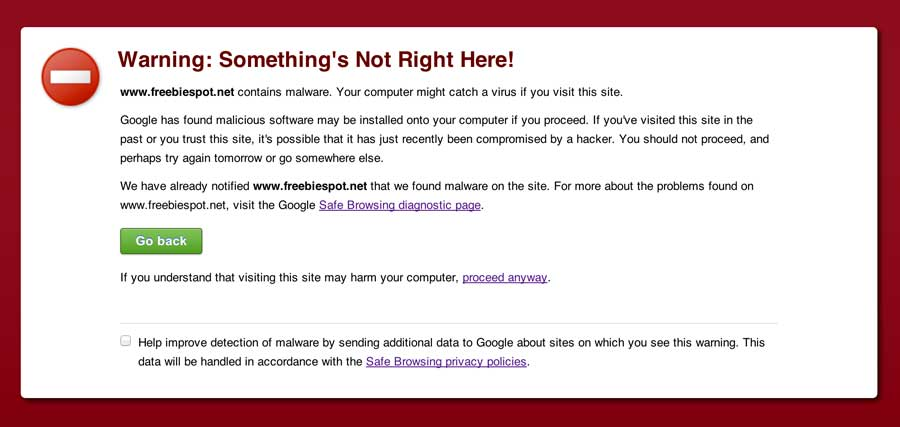 Warning: Something's Not Right Here!
www.freebiespot.net contains malware. Your computer might catch a virus if you visit this site.
Google has found malicious software may be installed onto your computer if you proceed. If you've visited this site in the
past or you trust this site, it's possible that it has just recently been compromised by a hacker. You should not proceed, and
perhaps try again tomorrow or go somewhere else.
We have already notified www.freebiespot.net that we found malware on the site. For more about the problems found on
www.freebiespot.net, visit the Google Safe Browsing diagnostic page.
Go back
If you understand that visiting this site may harm your computer, proceed anyway.
Help improve detection of malware by sending additional data to Google about sites on which you see this warning. This
data will be handled in accordance with the Safe Browsing privacy policies.